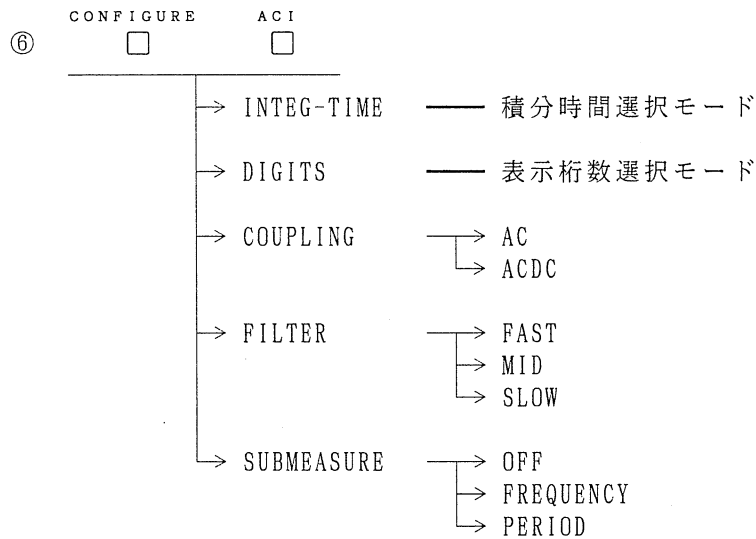 CONFIGURE ACI
⑥
INTEG-TIME 積分時間選択モード
DIGITS 表示桁数選択モード
COUPLING AC
ACDC
FILTER FAST
MID
SLOW
SUBMEASURE OFF
FREQUENCY
PERIOD